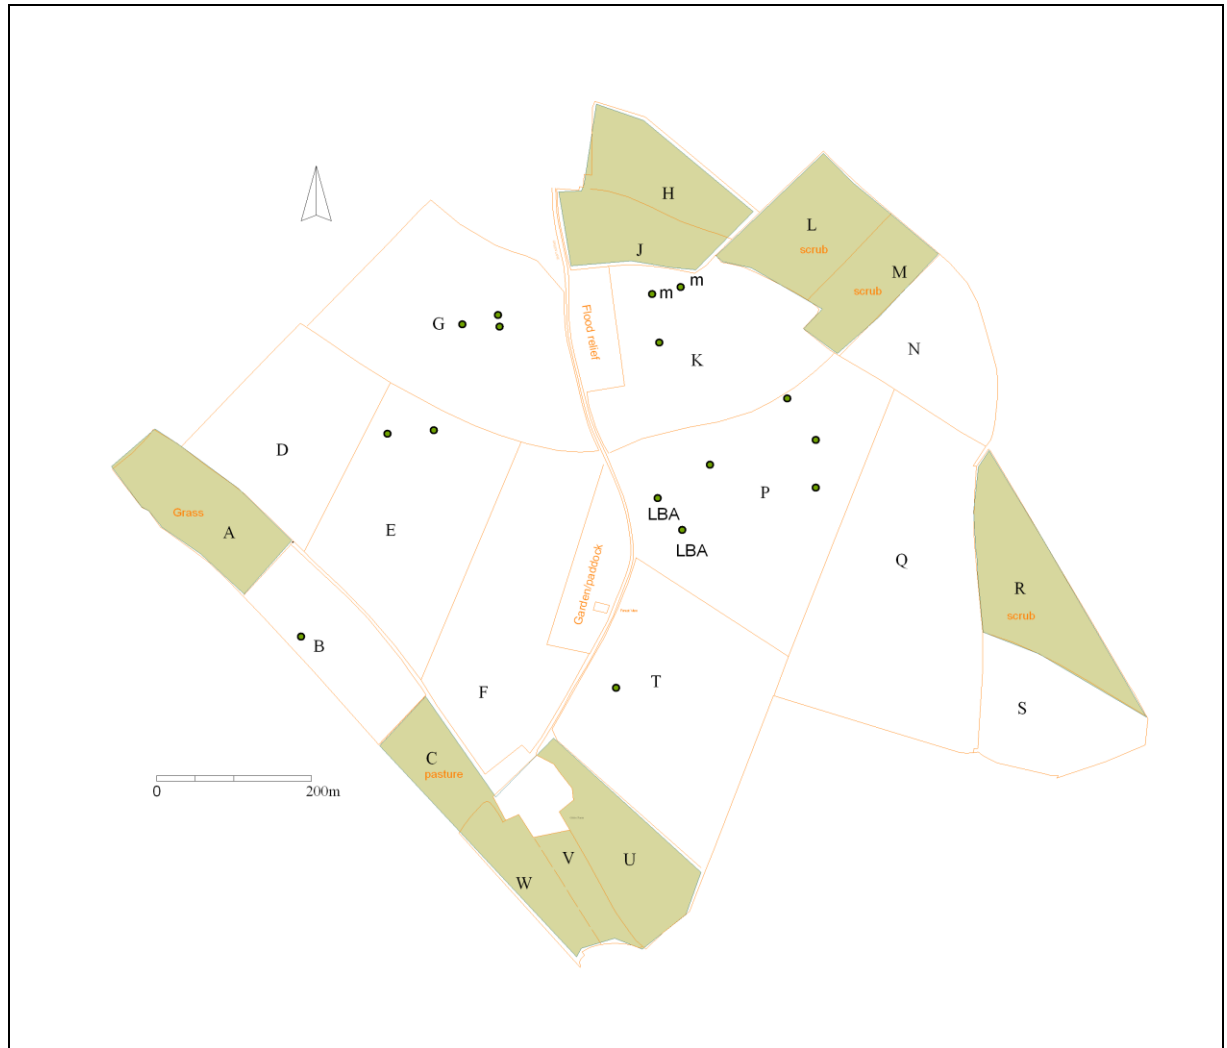 H
L
J
scrub
M
m
m
scrub
G
Flood relief
N
K
D
P
LBA
Grass
A
E
LBA
Q
Garden/paddock
R
scrub
B
T
F
S
C
pasture
0
200m
V
U
W